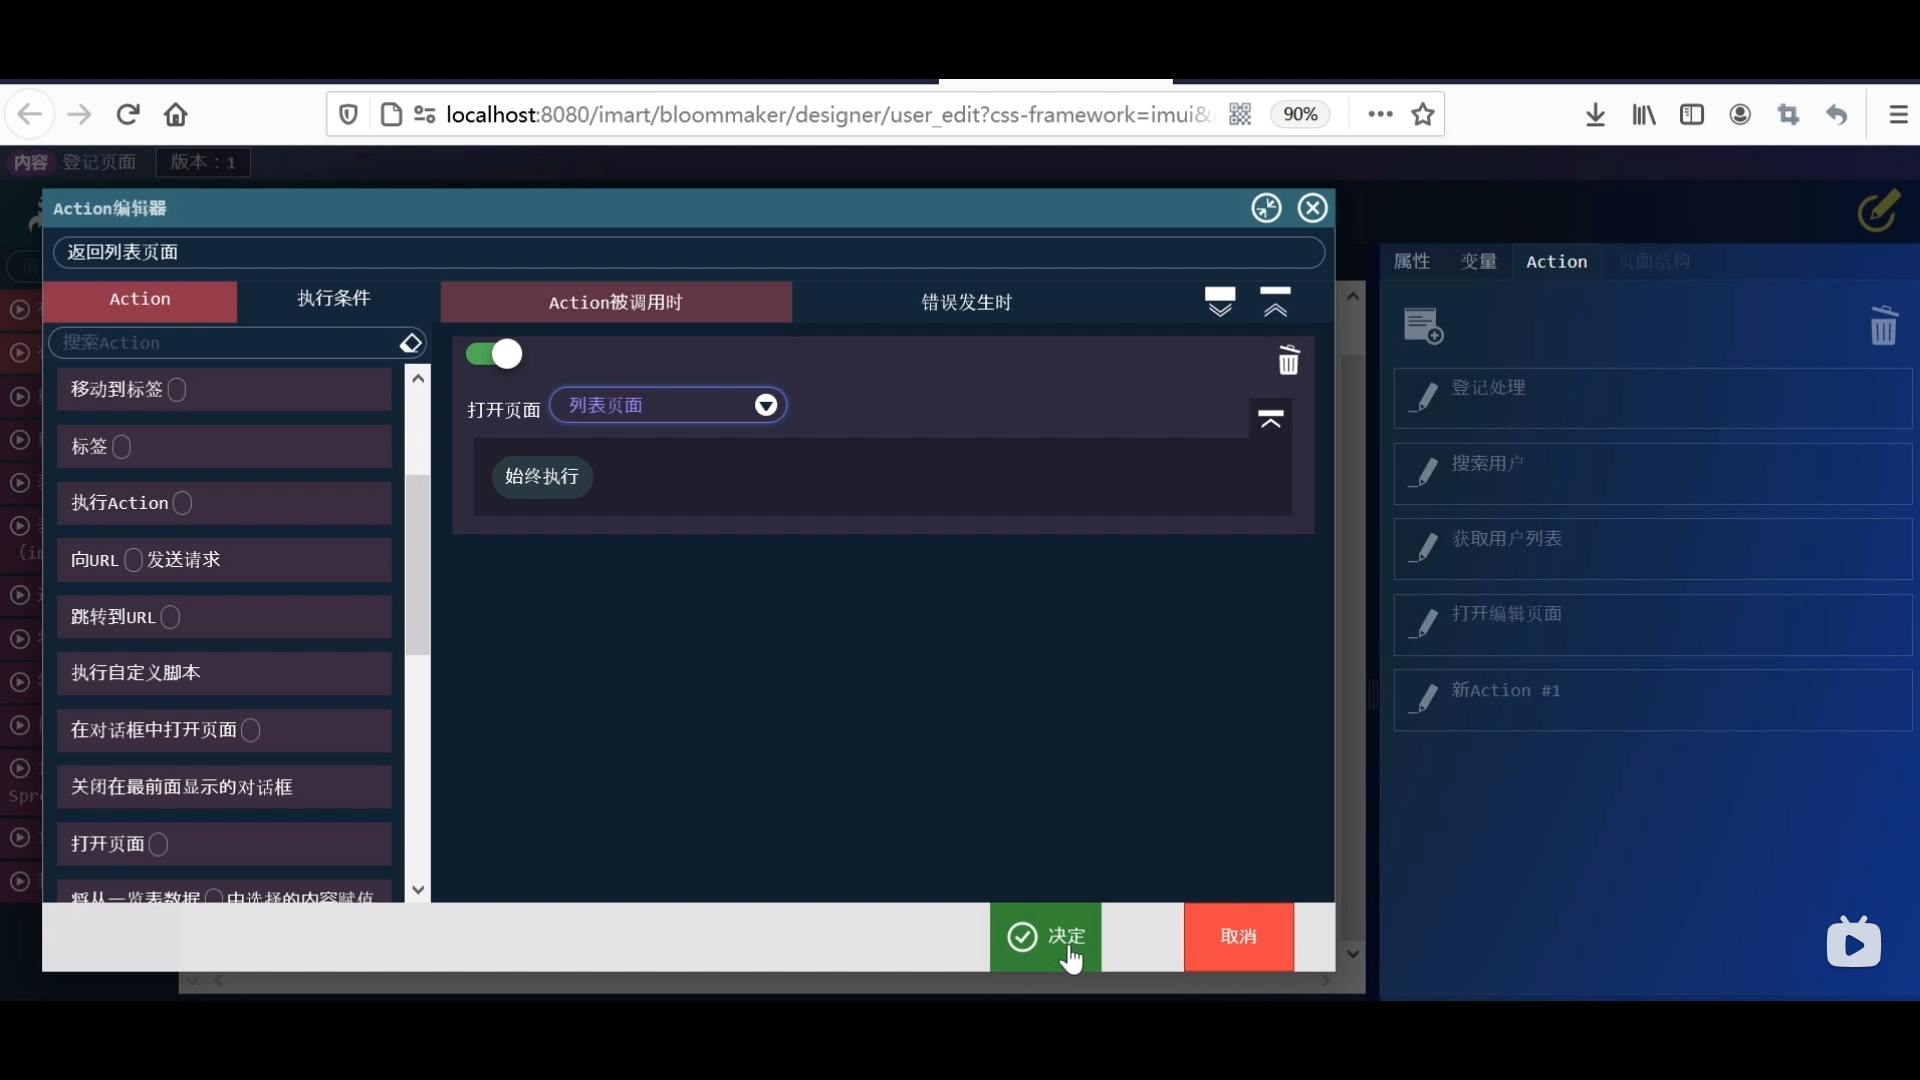 localhost:8080/imart/bloommaker/designer/user_edit?css-framework=imui&
90%
内容 登记页面 版本：1
Action编辑器
返回列表页面
Action 执行条件 Action被调用时 错误发生时
搜索Action
移动到标签
标签
执行Action
向URL 发送请求
跳转到URL
执行自定义脚本
在对话框中打开页面
关闭在最前面显示的对话框
打开页面
将从一览表数据 中选择的内容赋值
打开页面 列表页面
始终执行
决定 取消
属性 变量 Action 页面结构
登记处理
搜索用户
获取用户列表
打开编辑页面
新Action #1